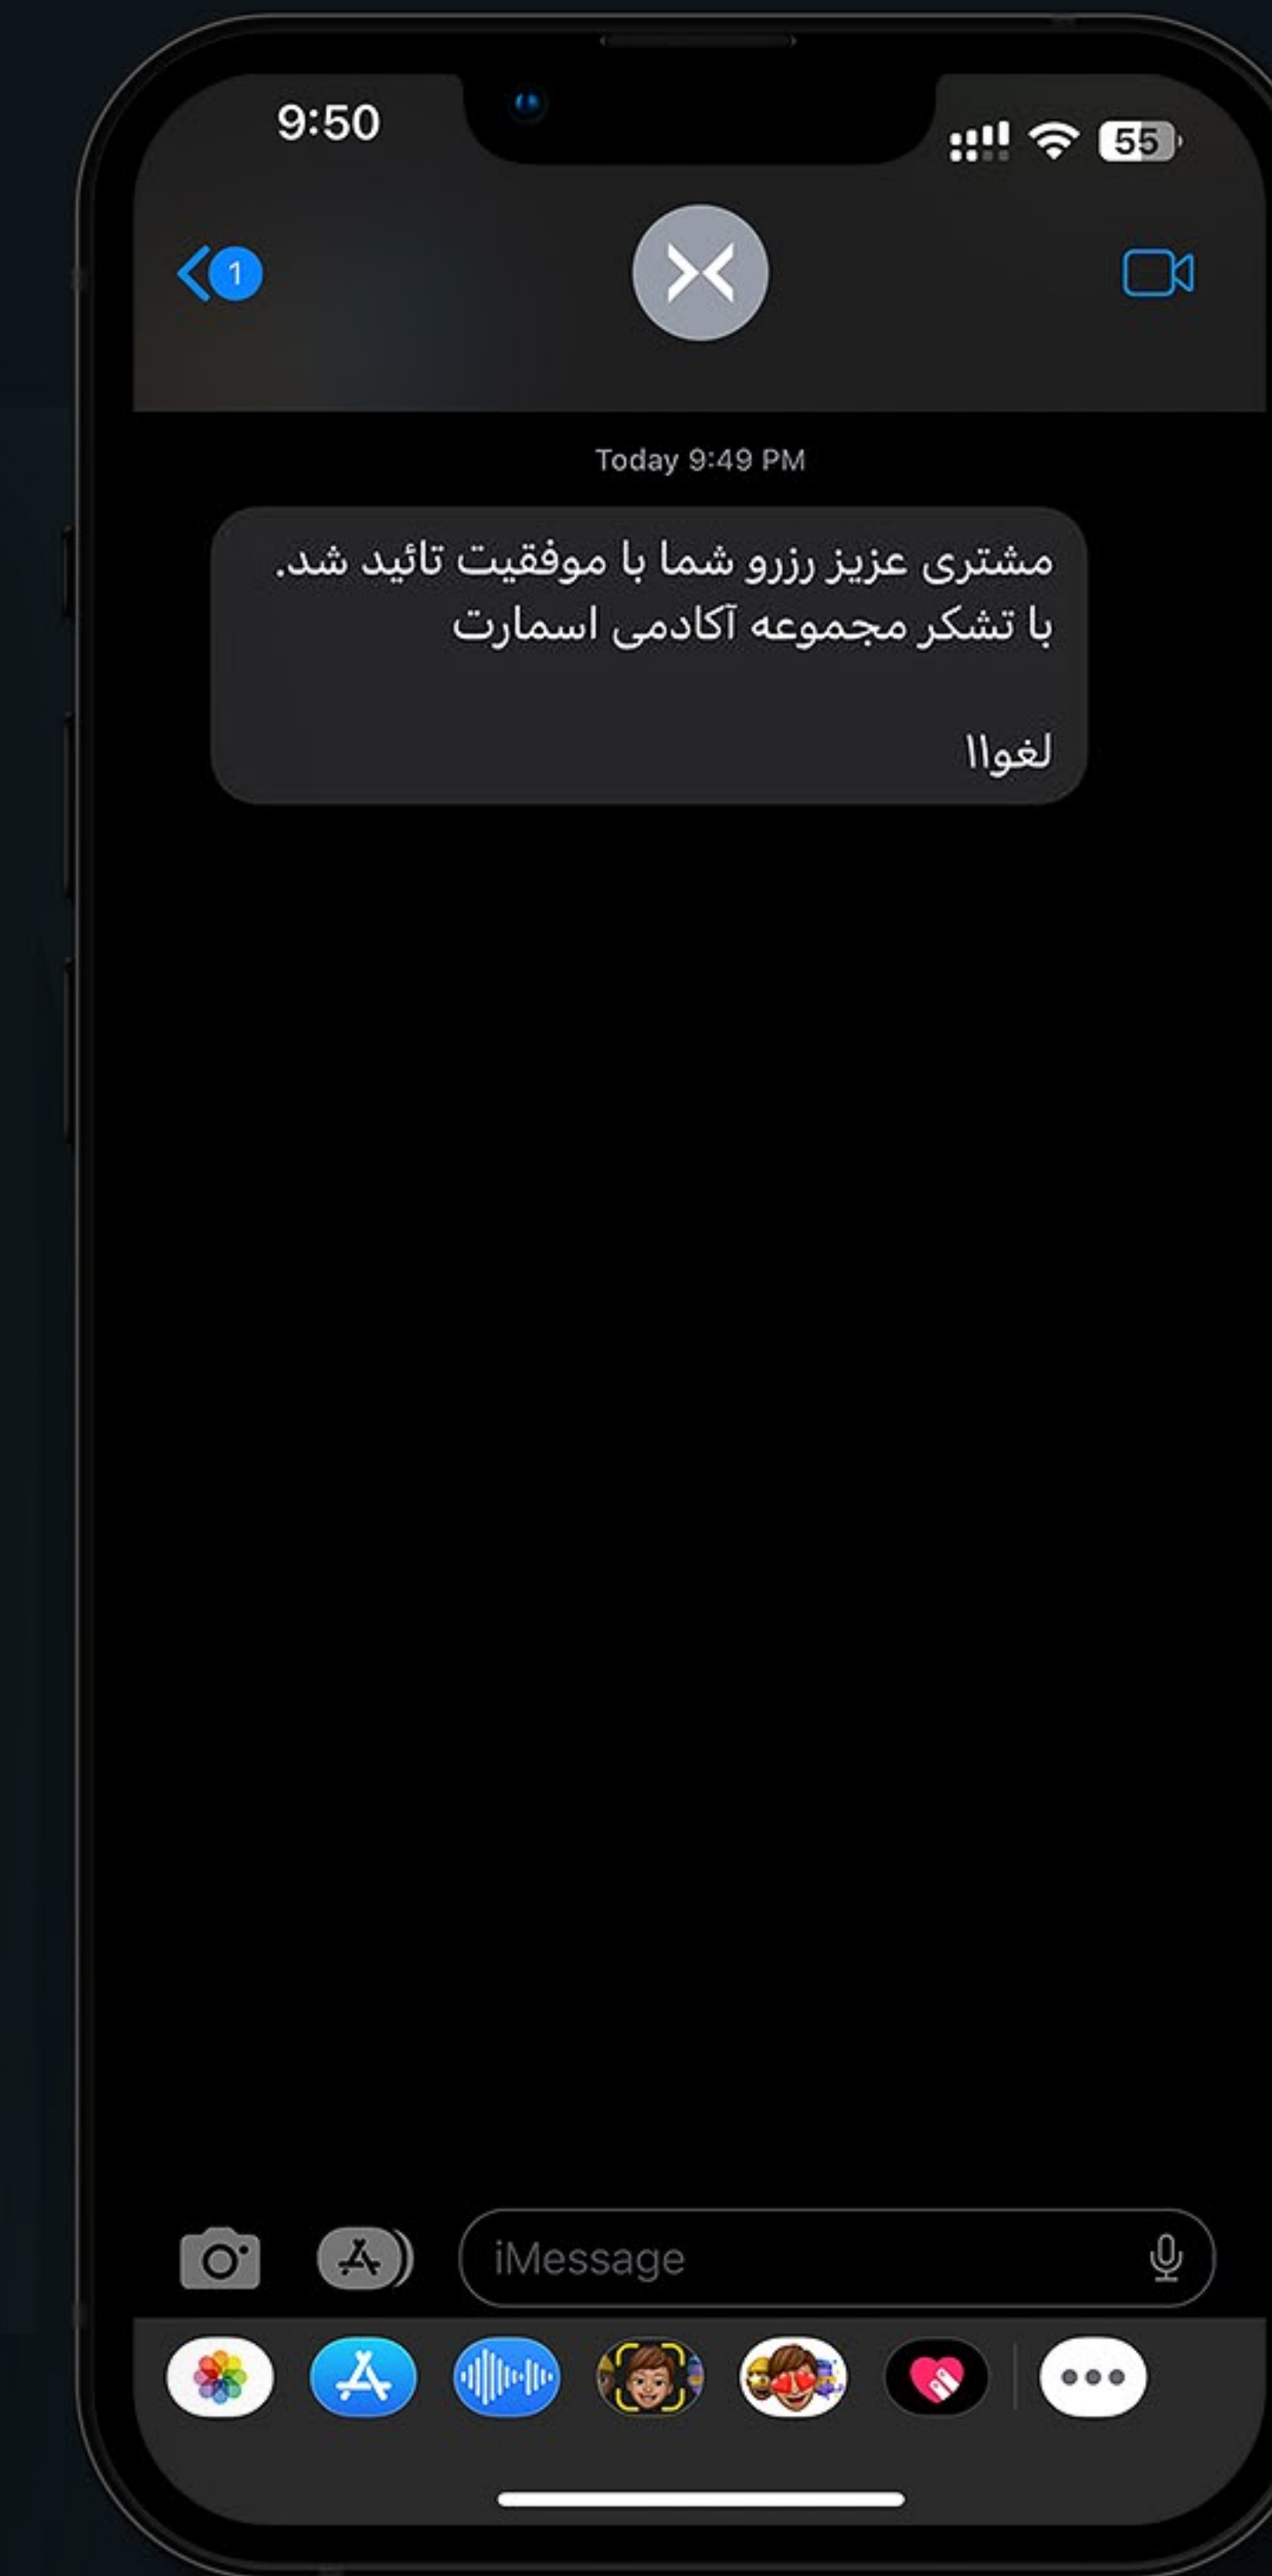 9:50
55
1
Today 9:49 PM
مشتری عزیز رزرو شما با موفقیت تائید شد.
با تشکر مجموعه آکادمی اسمارت
لغو۱۱
iMessage